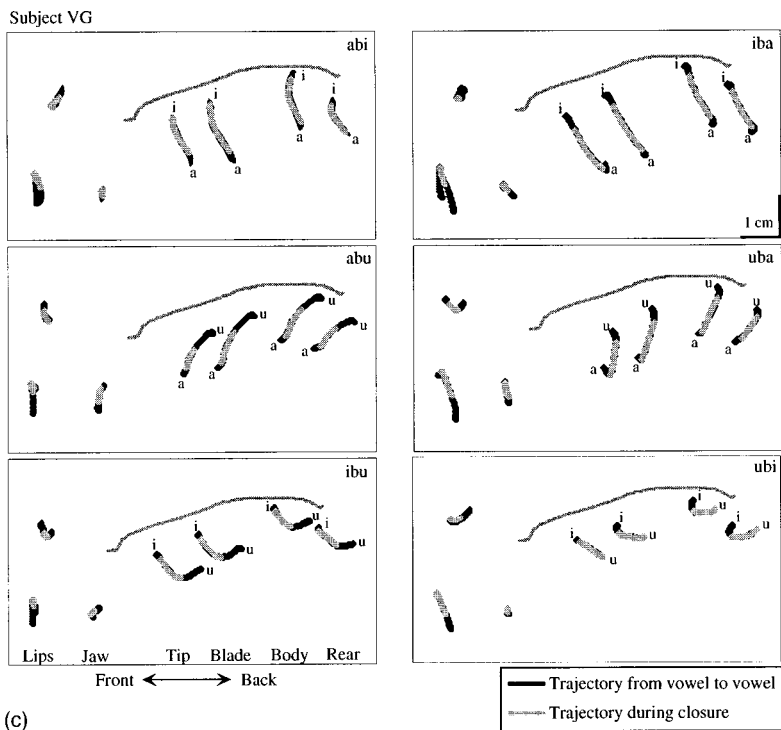 Subject VG
abi
i i i i
a a a a
iba
i i i i
a a a a
1 cm
abu
u u u u
a a a a
uba
u u u u
a a a a
ibu
i i i i
u u u u
ubi
i i i
u u u
Lips Jaw Tip Blade Body Rear
Front Back
(c)
Trajectory from vowel to vowel
Trajectory during closure